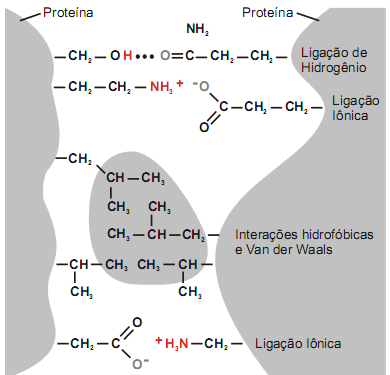 Proteína Proteína
NH₂
–CH₂–OH•••O=C–CH₂–CH₂– Ligação de
Hidrogênio
–CH₂–CH₂–NH₃⁺ ⁻O
C–CH₂–CH₂– Ligação
O Iônica
–CH₂
CH–CH₃
CH₃ CH₃
CH₃–CH–CH₂– Interações hidrofóbicas
e Van der Waals
–CH–CH₃ CH₃–CH–
CH₃ CH₃
O
–CH₂–C ⁺H₃N–CH₂– Ligação Iônica
O⁻